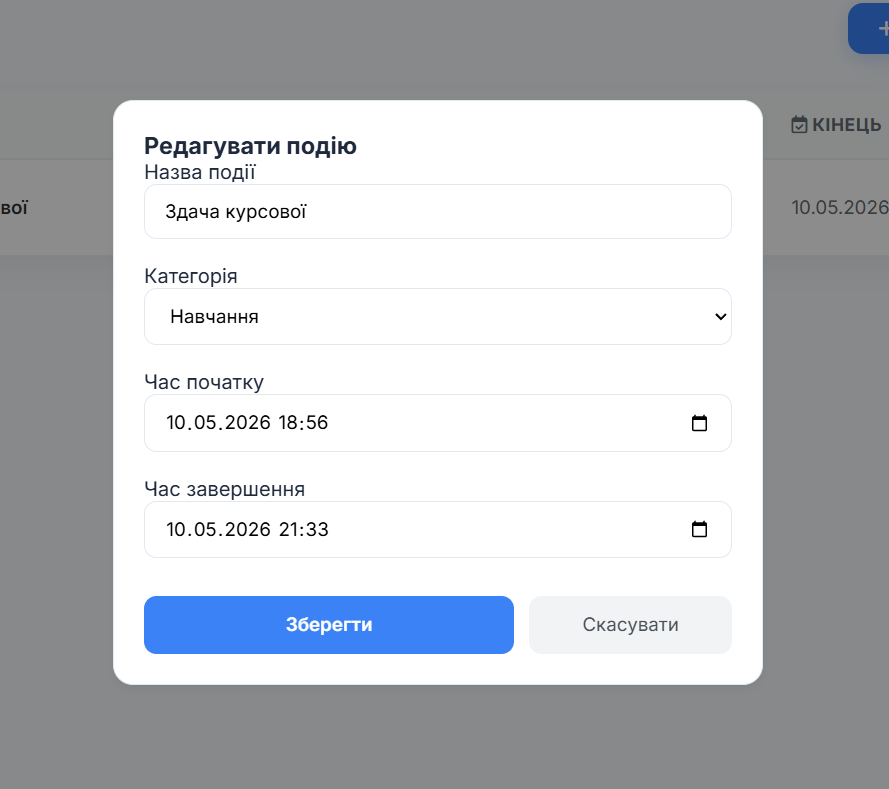 +
КІНЕЦЬ
вої
10.05.2026
Редагувати подію
Назва події
Здача курсової
Категорія
Навчання
Час початку
10.05.2026 18:56
Час завершення
10.05.2026 21:33
Зберегти
Скасувати